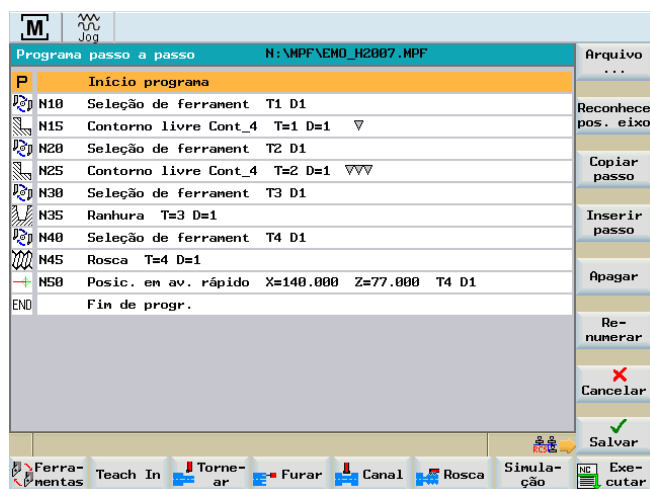 M
Jog
Programa passo a passo N:\MPF\EMO_H2007.MPF
P Início programa
N10 Seleção de ferrament T1 D1
N15 Contorno livre Cont_4 T=1 D=1
N20 Seleção de ferrament T2 D1
N25 Contorno livre Cont_4 T=2 D=1
N30 Seleção de ferrament T3 D1
N35 Ranhura T=3 D=1
N40 Seleção de ferrament T4 D1
N45 Rosca T=4 D=1
N50 Posic. em av. rápido X=140.000 Z=77.000 T4 D1
END Fim de progr.
Arquivo
...
Reconhece
pos. eixo
Copiar
passo
Inserir
passo
Apagar
Re-
numerar
Cancelar
Salvar
RCS
Ferra-
mentas
Teach In
Torne-
ar
Furar
Canal
Rosca
Simula-
ção
NC Exe-
cutar